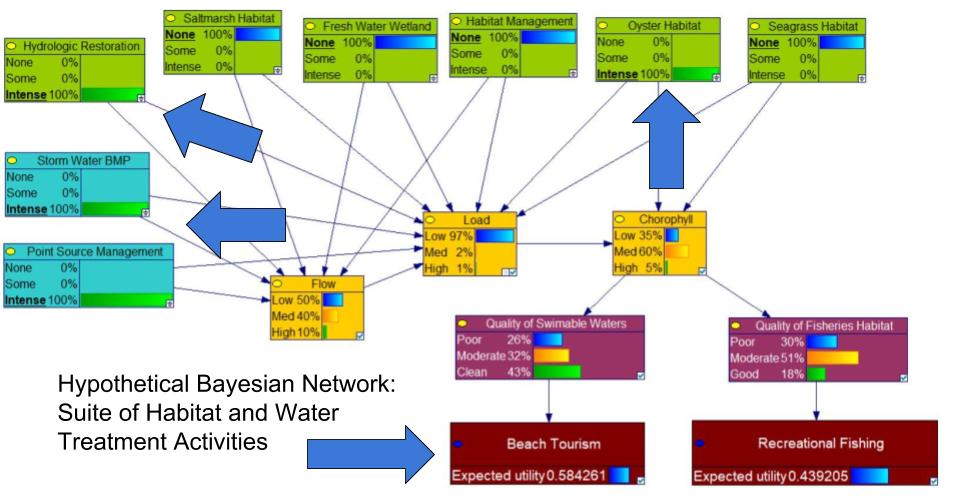 Saltmarsh Habitat
None 100%
Some 0%
Intense 0%
Fresh Water Wetland
None 100%
Some 0%
Intense 0%
Habitat Management
None 100%
Some 0%
Intense 0%
Oyster Habitat
None 0%
Some 0%
Intense 100%
Seagrass Habitat
None 100%
Some 0%
Intense 0%
Hydrologic Restoration
None 0%
Some 0%
Intense 100%
Storm Water BMP
None 0%
Some 0%
Intense 100%
Point Source Management
None 0%
Some 0%
Intense 100%
Load
Low 97%
Med 2%
High 1%
Chorophyll
Low 35%
Med 60%
High 5%
Flow
Low 50%
Med 40%
High 10%
Quality of Swimable Waters
Poor 26%
Moderate 32%
Clean 43%
Quality of Fisheries Habitat
Poor 30%
Moderate 51%
Good 18%
Hypothetical Bayesian Network:
Suite of Habitat and Water
Treatment Activities
Beach Tourism
Expected utility 0.584261
Recreational Fishing
Expected utility 0.439205